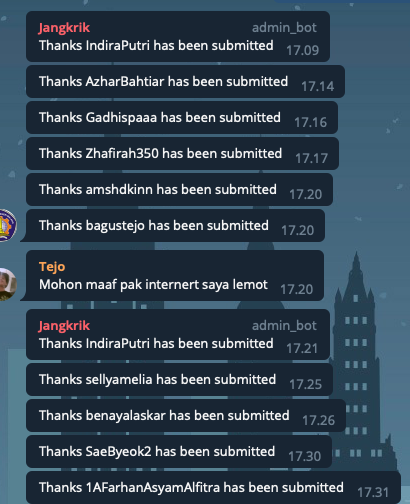 Jangkrik admin_bot
Thanks IndiraPutri has been submitted 17.09
Thanks AzharBahtiar has been submitted 17.14
Thanks Gadhispaaa has been submitted 17.16
Thanks Zhafirah350 has been submitted 17.17
Thanks amshdkinn has been submitted 17.20
Thanks bagustejo has been submitted 17.20
Tejo
Mohon maaf pak internert saya lemot 17.20
Jangkrik admin_bot
Thanks IndiraPutri has been submitted 17.21
Thanks sellyamelia has been submitted 17.25
Thanks benayalaskar has been submitted 17.26
Thanks SaeByeok2 has been submitted 17.30
Thanks 1AFarhanAsyamAlfitra has been submitted 17.31